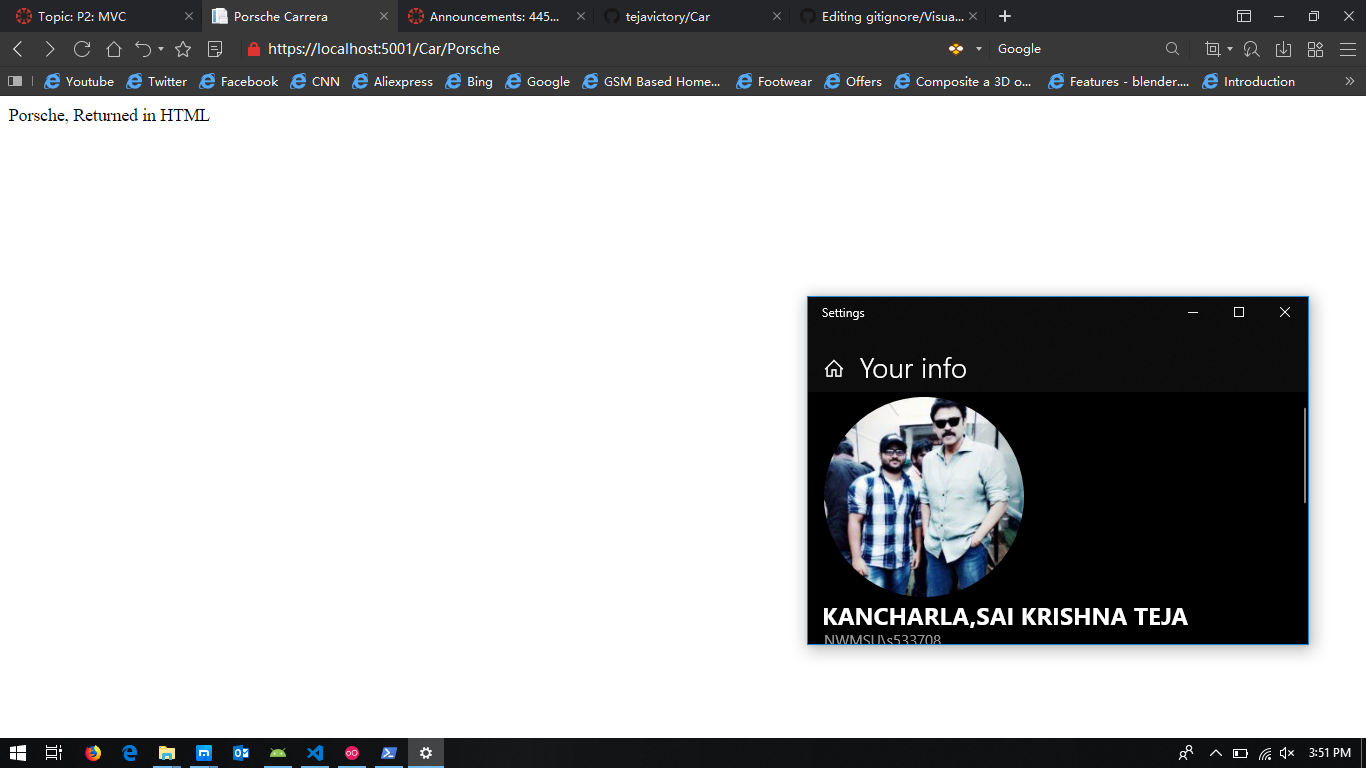 Topic: P2: MVC
Porsche Carrera
Announcements: 445...
tejavictory/Car
Editing gitignore/Visua...
https://localhost:5001/Car/Porsche
Google
Youtube
Twitter
Facebook
CNN
Aliexpress
Bing
Google
GSM Based Home...
Footwear
Offers
Composite a 3D o...
Features - blender....
Introduction
Porsche, Returned in HTML
Settings
Your info
KANCHARLA,SAI KRISHNA TEJA
NWMSU\s533708
3:51 PM